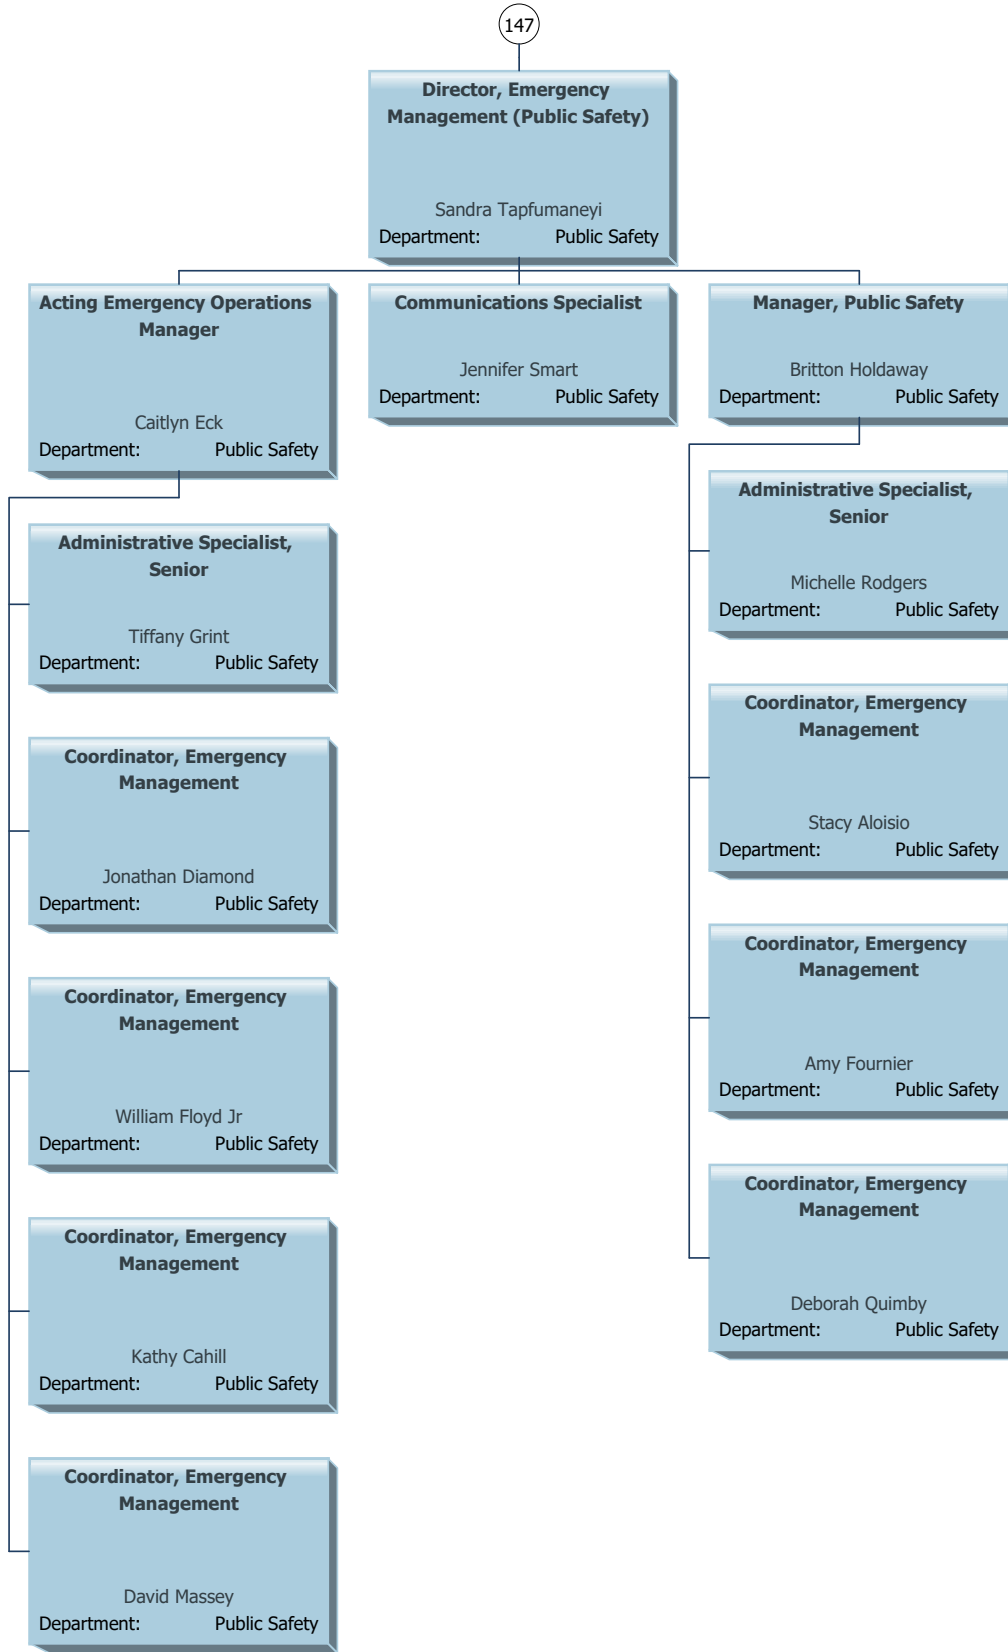 147
Director, Emergency
Management (Public Safety)
Sandra Tapfumaneyi
Department: Public Safety
Acting Emergency Operations
Manager
Caitlyn Eck
Department: Public Safety
Communications Specialist
Jennifer Smart
Department: Public Safety
Manager, Public Safety
Britton Holdaway
Department: Public Safety
Administrative Specialist,
Senior
Tiffany Grint
Department: Public Safety
Coordinator, Emergency
Management
Jonathan Diamond
Department: Public Safety
Coordinator, Emergency
Management
William Floyd Jr
Department: Public Safety
Coordinator, Emergency
Management
Kathy Cahill
Department: Public Safety
Coordinator, Emergency
Management
David Massey
Department: Public Safety
Administrative Specialist,
Senior
Michelle Rodgers
Department: Public Safety
Coordinator, Emergency
Management
Stacy Aloisio
Department: Public Safety
Coordinator, Emergency
Management
Amy Fournier
Department: Public Safety
Coordinator, Emergency
Management
Deborah Quimby
Department: Public Safety